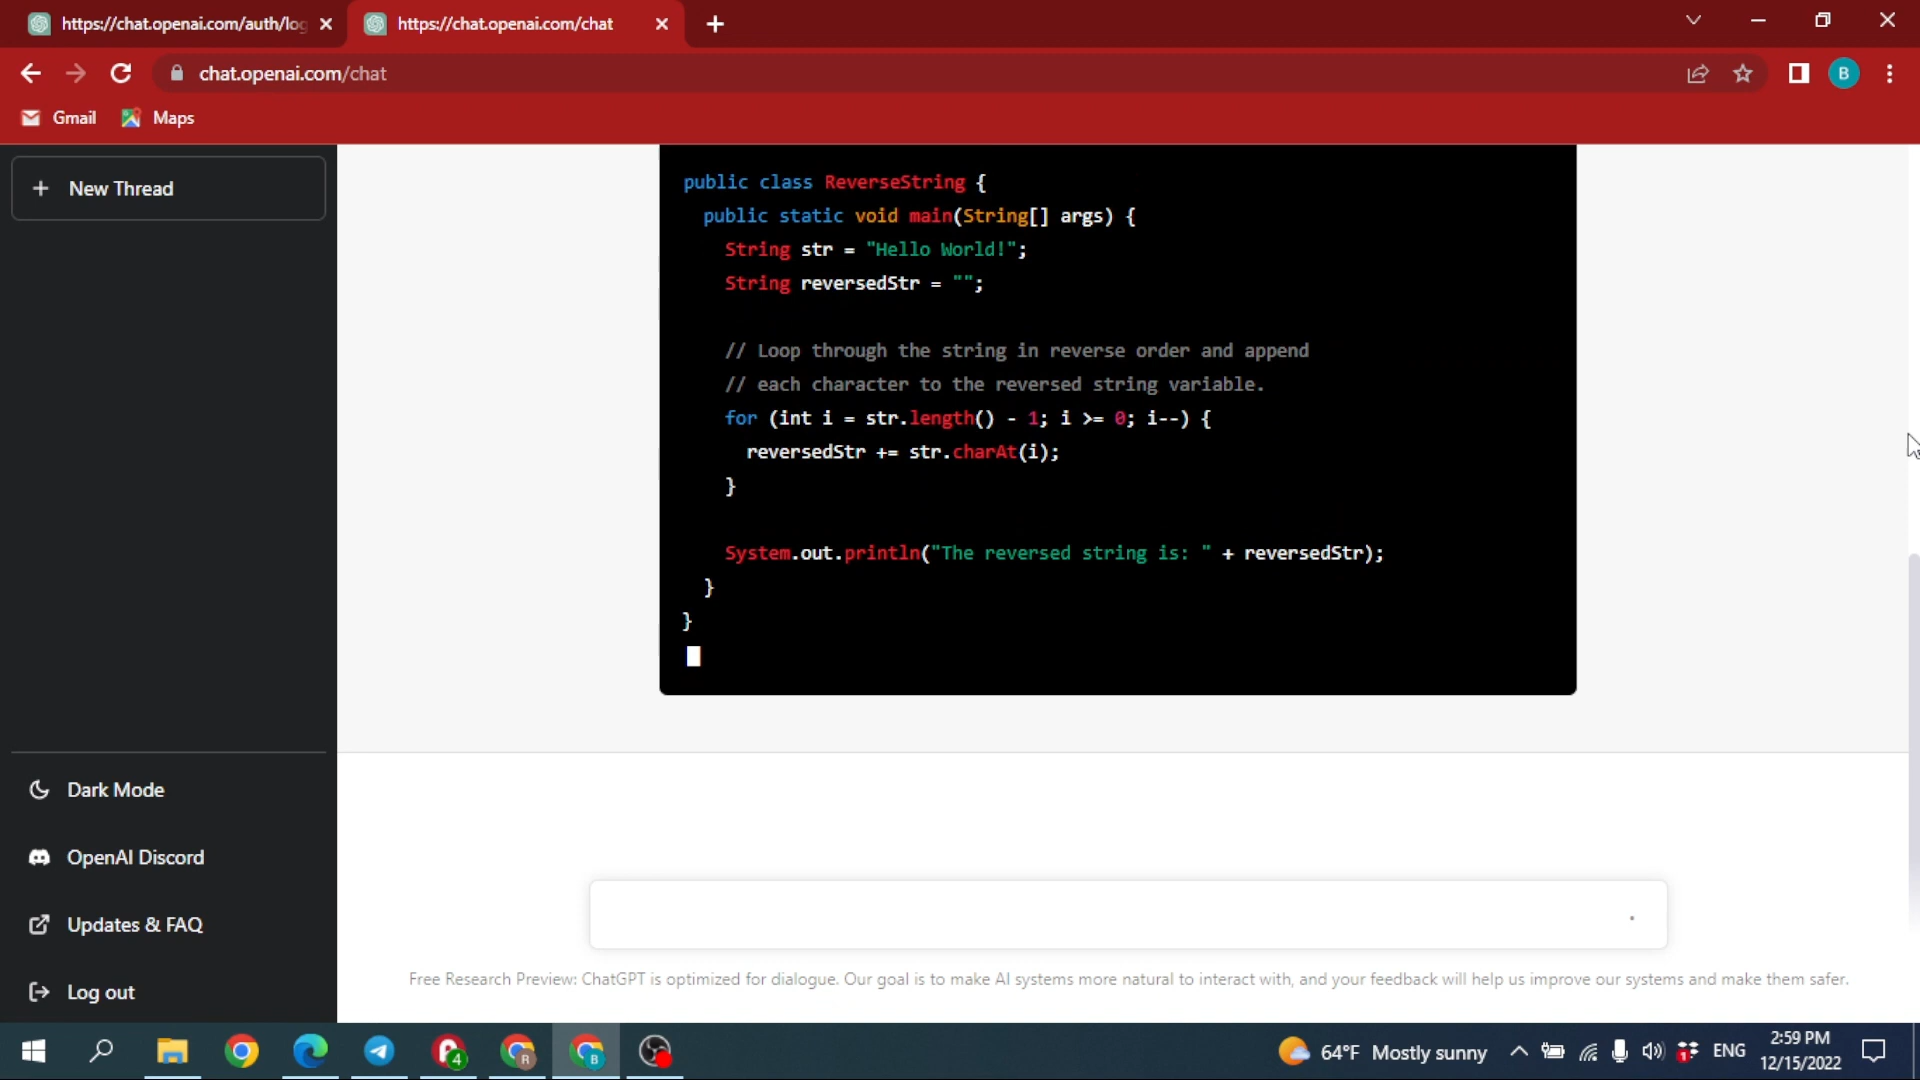 https://chat.openai.com/auth/log
https://chat.openai.com/chat
chat.openai.com/chat
B
Gmail
Maps
New Thread
public class ReverseString {
public static void main(String[] args) {
String str = "Hello World!";
String reversedStr = "";
// Loop through the string in reverse order and append
// each character to the reversed string variable.
for (int i = str.length() - 1; i >= 0; i--) {
reversedStr += str.charAt(i);
}
System.out.println("The reversed string is: " + reversedStr);
}
}
Dark Mode
OpenAI Discord
Updates & FAQ
Log out
Free Research Preview: ChatGPT is optimized for dialogue. Our goal is to make AI systems more natural to interact with, and your feedback will help us improve our systems and make them safer.
4
R
B
64°F Mostly sunny
1
ENG
2:59 PM
12/15/2022